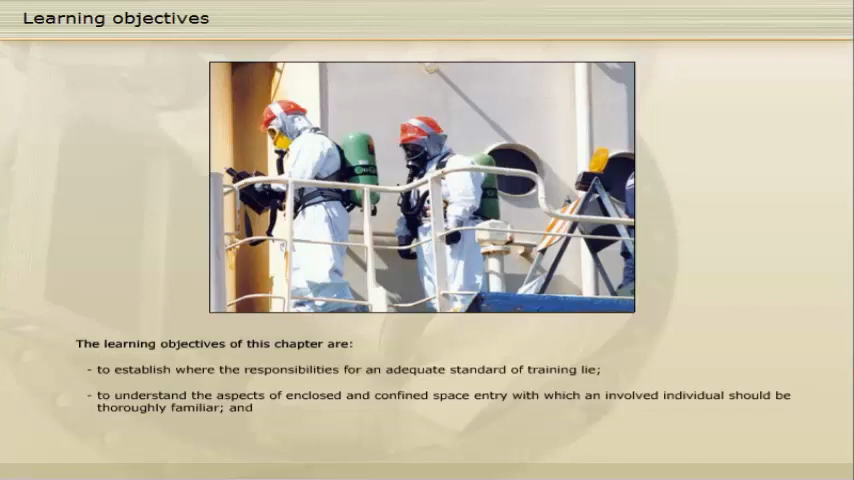 Learning objectives
The learning objectives of this chapter are:
- to establish where the responsibilities for an adequate standard of training lie;
- to understand the aspects of enclosed and confined space entry with which an involved individual should be
thoroughly familiar; and